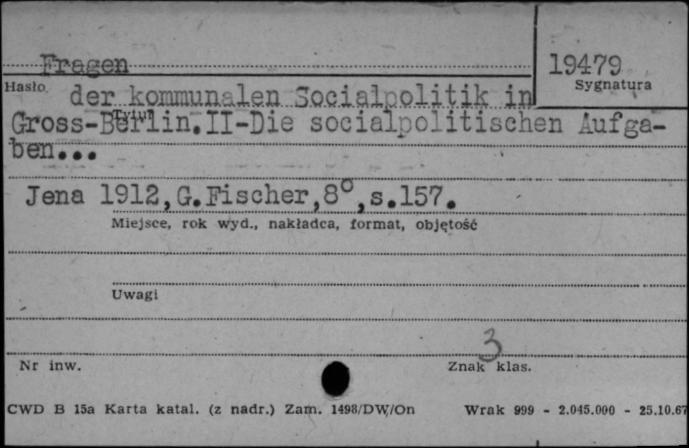 Fragen
19479
Hasło
Sygnatura
der kommunalen Socialpolitik in
Tytuł
Gross-Berlin.II-Die socialpolitischen Aufga-
ben...
Jena 1912,G.Fischer,8°,s.157.
Miejsce, rok wyd., nakładca, format, objętość
Uwagi
3
Nr inw.
Znak klas.
CWD B 15a Karta katal. (z nadr.) Zam. 1498/DW/On
Wrak 999 - 2.045.000 - 25.10.67